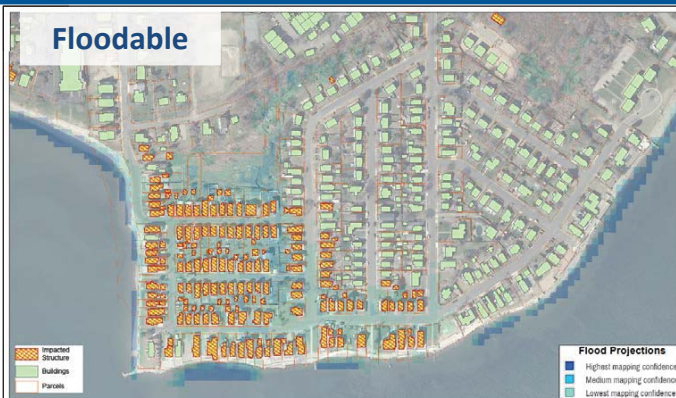 Floodable
Impacted
Structure
Buildings
Parcels
Flood Projections
Highest mapping confidence
Medium mapping confidence
Lowest mapping confidence